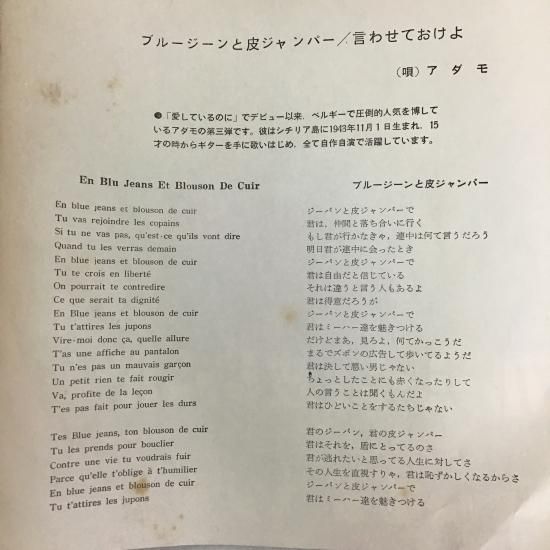 ブルージーンと皮ジャンパー/言わせておけよ
(唄)アダモ
●「愛しているのに」でデビュー以来、ベルギーで圧倒的人気を博して
いるアダモの第三弾です。彼はシチリア島に1943年11月1日生まれ、15
才の時からギターを手に歌いはじめ、全て自作自演で活躍しています。
En Blu Jeans Et Blouson De Cuir
En blue jeans et blouson de cuir
Tu vas rejoindre les copains
Si tu ne vas pas, qu'est-ce qu'ils vont dire
Quand tu les verras demain
En blue jeans et blouson de cuir
Tu te crois en liberté
On pourrait te contredire
Ce que serait ta dignité
En Blue jeans et blouson de cuir
Tu t'attires les jupons
Vire-moi donc ça, quelle allure
T'as une affiche au pantalon
Tu n'es pas un mauvais garçon
Un petit rien te fait rougir
Va, profite de la leçon
T'es pas fait pour jouer les durs
Tes Blue jeans, ton blouson de cuir
Tu les prends pour bouclier
Contre une vie tu voudrais fuir
Parce qu'elle t'oblige à t'humilier
En blue jeans et blouson de cuir
Tu t'attires les jupons
ブルージーンと皮ジャンパー
ジーパンと皮ジャンパーで
君は、仲間と落ち合いに行く
もし君が行かなきゃ、連中は何て言うだろう
明日君が連中に会ったとき
ジーパンと皮ジャンパーで
君は自由だと信じている
それは違うと言う人もあるよ
君は得意だろうが
ジーパンと皮ジャンパーで
君はミーハー達を魅きつける
だけどまあ、見ろよ、何てかっこうだ
まるでズボンの広告して歩いてるようだ
君は決して悪い男じゃない
ちょっとしたことにも赤くなったりして
人の言うことは聞くもんだよ
君はひどいことをするたちじゃない
君のジーパン、君の皮ジャンパー
君はそれを、盾にとってるのさ
君が逃れたいと思ってる人生に対してさ
その人生を直視すりゃ、君は恥ずかしくなるからさ
ジーパンと皮ジャンパーで
君はミーハー達を魅きつける